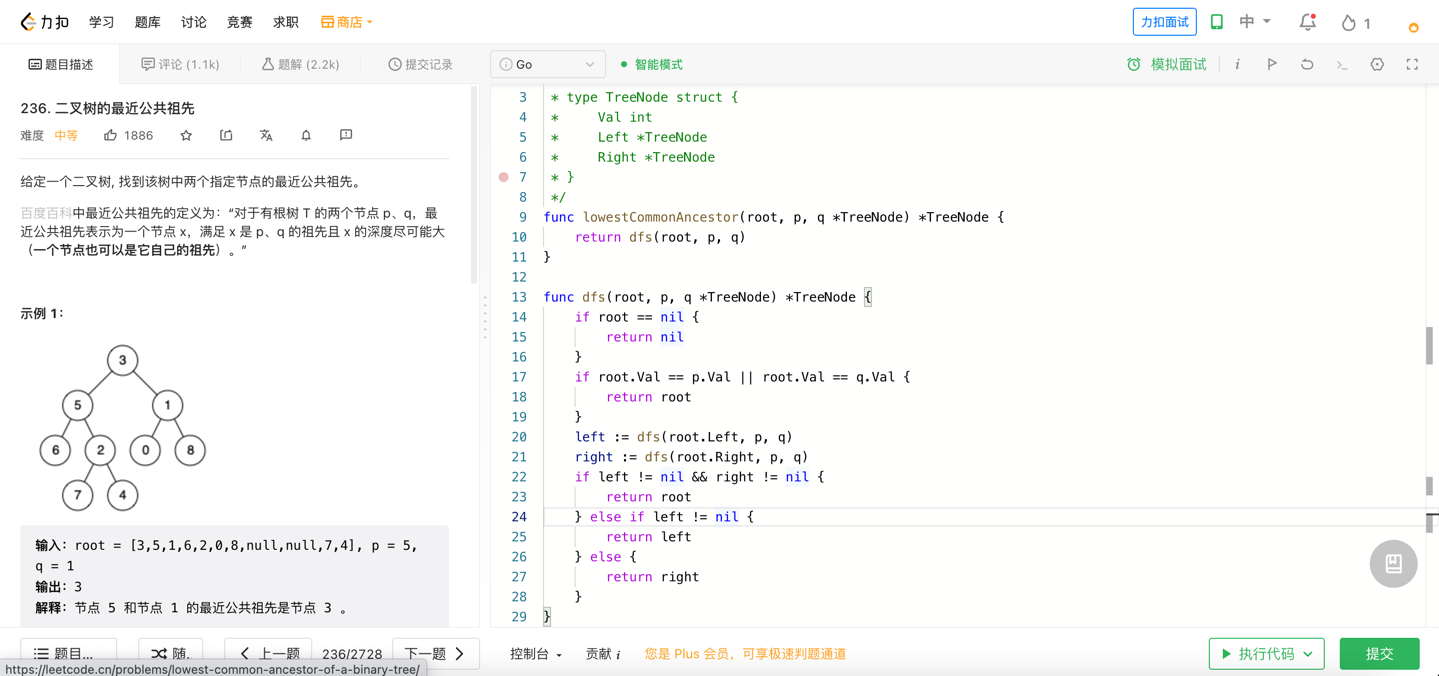 力扣 学习 题库 讨论 竞赛 求职 商店 力扣面试 中 1
题目描述 评论 (1.1k) 题解 (2.2k) 提交记录 i Go 智能模式 模拟面试 i
236. 二叉树的最近公共祖先
难度 中等 1886
给定一个二叉树, 找到该树中两个指定节点的最近公共祖先。
百度百科中最近公共祖先的定义为：“对于有根树 T 的两个节点 p、q，最
近公共祖先表示为一个节点 x，满足 x 是 p、q 的祖先且 x 的深度尽可能大
（一个节点也可以是它自己的祖先）。”
示例 1：
3
5 1
6 2 0 8
7 4
输入：root = [3,5,1,6,2,0,8,null,null,7,4], p = 5,
q = 1
输出：3
解释：节点 5 和节点 1 的最近公共祖先是节点 3 。
3 * type TreeNode struct {
4 *     Val int
5 *     Left *TreeNode
6 *     Right *TreeNode
7 * }
8 */
9 func lowestCommonAncestor(root, p, q *TreeNode) *TreeNode {
10     return dfs(root, p, q)
11 }
12
13 func dfs(root, p, q *TreeNode) *TreeNode {
14     if root == nil {
15         return nil
16     }
17     if root.Val == p.Val || root.Val == q.Val {
18         return root
19     }
20     left := dfs(root.Left, p, q)
21     right := dfs(root.Right, p, q)
22     if left != nil && right != nil {
23         return root
24     } else if left != nil {
25         return left
26     } else {
27         return right
28     }
29 }
题目... 随. 上一题 236/2728 下一题 控制台 贡献 i 您是 Plus 会员，可享极速判题通道 执行代码 提交
https://leetcode.cn/problems/lowest-common-ancestor-of-a-binary-tree/